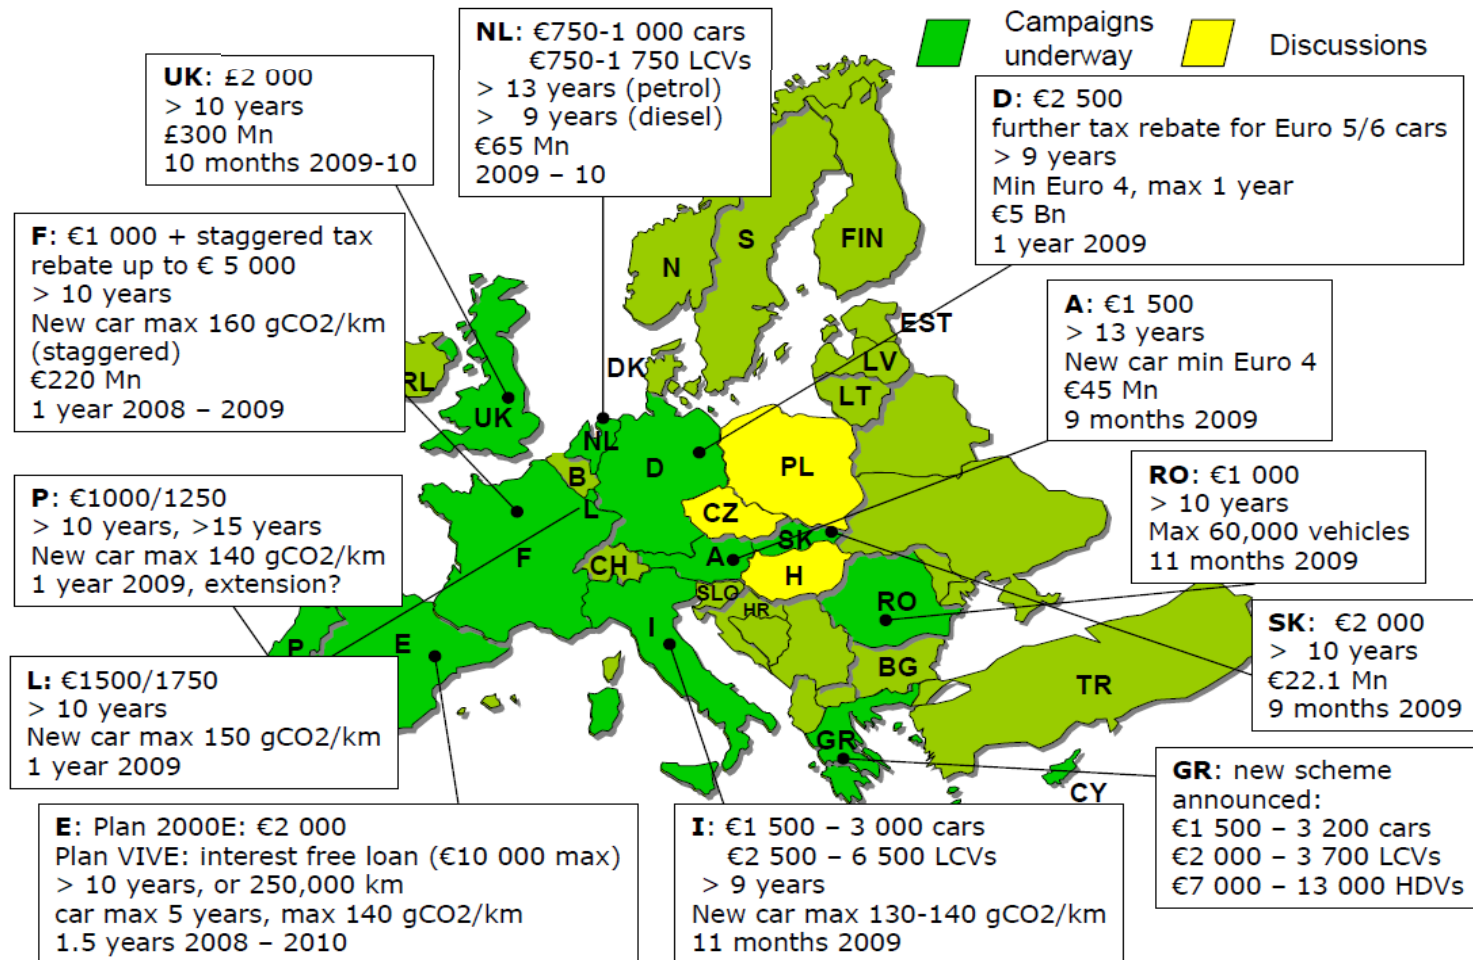 Campaigns
underway
Discussions
UK: £2 000
> 10 years
£300 Mn
10 months 2009-10
NL: €750-1 000 cars
€750-1 750 LCVs
> 13 years (petrol)
> 9 years (diesel)
€65 Mn
2009 – 10
D: €2 500
further tax rebate for Euro 5/6 cars
> 9 years
Min Euro 4, max 1 year
€5 Bn
1 year 2009
F: €1 000 + staggered tax
rebate up to € 5 000
> 10 years
New car max 160 gCO2/km
(staggered)
€220 Mn
1 year 2008 – 2009
A: €1 500
> 13 years
New car min Euro 4
€45 Mn
9 months 2009
P: €1000/1250
> 10 years, >15 years
New car max 140 gCO2/km
1 year 2009, extension?
RO: €1 000
> 10 years
Max 60,000 vehicles
11 months 2009
L: €1500/1750
> 10 years
New car max 150 gCO2/km
1 year 2009
SK: €2 000
> 10 years
€22.1 Mn
9 months 2009
GR: new scheme
announced:
€1 500 – 3 200 cars
€2 000 – 3 700 LCVs
€7 000 – 13 000 HDVs
E: Plan 2000E: €2 000
Plan VIVE: interest free loan (€10 000 max)
> 10 years, or 250,000 km
car max 5 years, max 140 gCO2/km
1.5 years 2008 – 2010
I: €1 500 – 3 000 cars
€2 500 – 6 500 LCVs
> 9 years
New car max 130-140 gCO2/km
11 months 2009
N
S
FIN
EST
LV
LT
DK
RL
UK
NL
B
D
L
PL
CZ
SK
A
H
CH
F
SLO
HR
I
RO
BG
P
E
GR
TR
CY